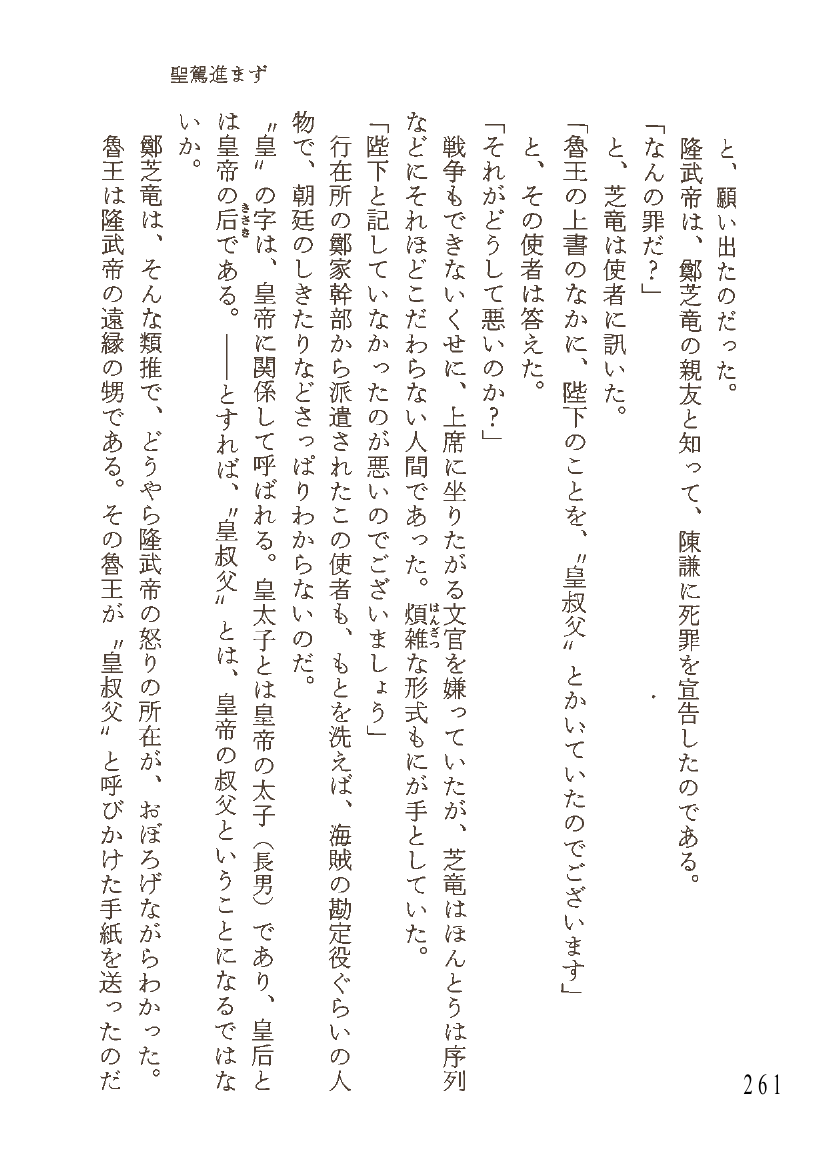 聖駕進まず
と、願い出たのだった。
隆武帝は、鄭芝竜の親友と知って、陳謙に死罪を宣告したのである。
「なんの罪だ？」
と、芝竜は使者に訊いた。
「魯王の上書のなかに、陛下のことを、〝皇叔父〟とかいていたのでございます」
と、その使者は答えた。
「それがどうして悪いのか？」
戦争もできないくせに、上席に坐りたがる文官を嫌っていたが、芝竜はほんとうは序列
などにそれほどこだわらない人間であった。煩雑はんざつな形式もにが手としていた。
「陛下と記していなかったのが悪いのでございましょう」
行在所の鄭家幹部から派遣されたこの使者も、もとを洗えば、海賊の勘定役ぐらいの人
物で、朝廷のしきたりなどさっぱりわからないのだ。
〝皇〟の字は、皇帝に関係して呼ばれる。皇太子とは皇帝の太子（長男）であり、皇后と
は皇帝の后きさきである。――とすれば、〝皇叔父〟とは、皇帝の叔父ということになるではな
いか。
鄭芝竜は、そんな類推で、どうやら隆武帝の怒りの所在が、おぼろげながらわかった。
魯王は隆武帝の遠縁の甥である。その魯王が〝皇叔父〟と呼びかけた手紙を送ったのだ
261